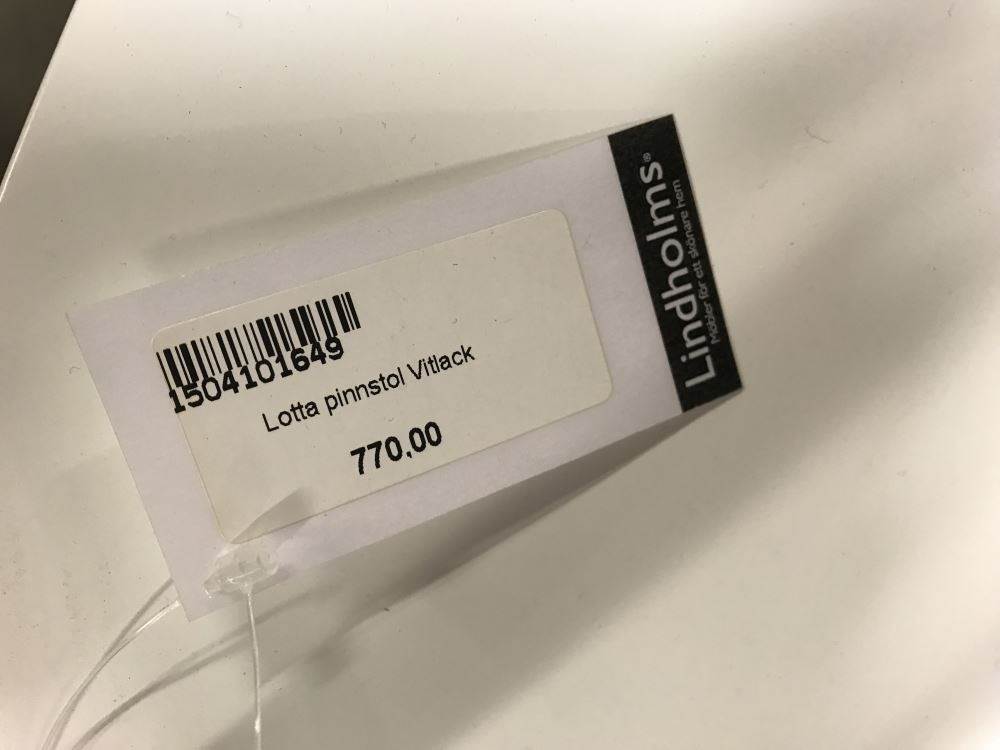 1504101649
Lotta pinnstol Vitlack
770,00
Lindholms®
Möbler för ett skönare hem